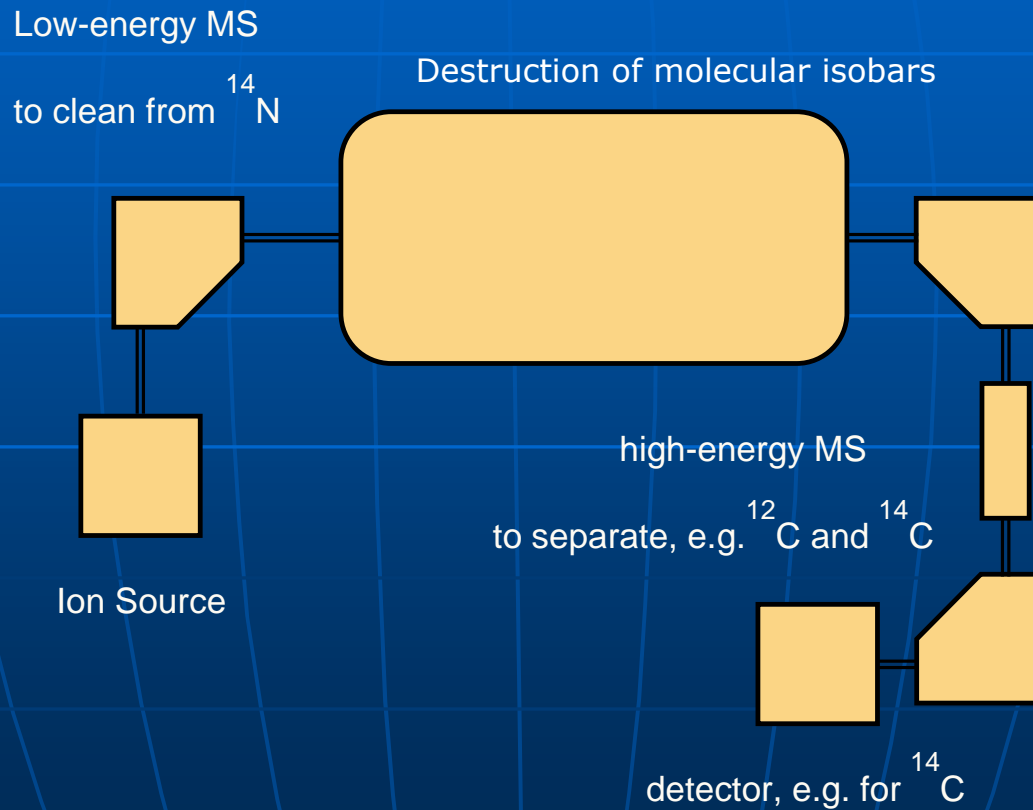 Low-energy MS
to clean from ¹⁴N
Destruction of molecular isobars
high-energy MS
to separate, e.g. ¹²C and ¹⁴C
Ion Source
detector, e.g. for ¹⁴C